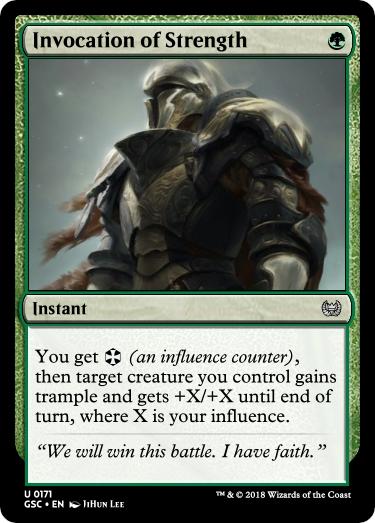 Invocation of Strength
Instant
You get (an influence counter),
then target creature you control gains
trample and gets +X/+X until end of
turn, where X is your influence.
“We will win this battle. I have faith.”
U 0171
GSC • EN JiHun Lee
™ & © 2018 Wizards of the Coast